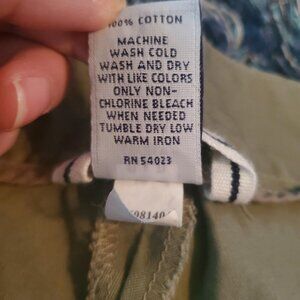 100% COTTON
MACHINE
WASH COLD
WASH AND DRY
WITH LIKE COLORS
ONLY NON-
CHLORINE BLEACH
WHEN NEEDED
TUMBLE DRY LOW
WARM IRON
RN 54023